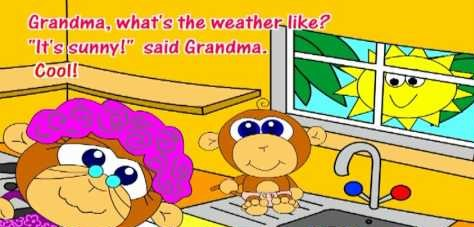 Grandma, what's the weather like?
"It's sunny!" said Grandma.
Cool!